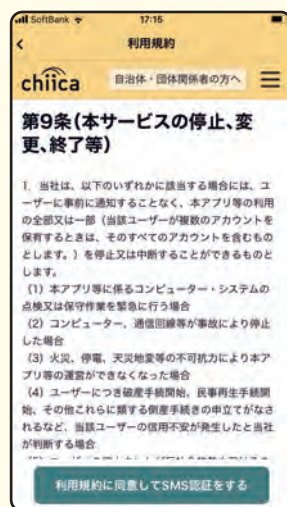 SoftBank 17:15
< 利用規約
chiica 自治体・団体関係者の方へ
第9条(本サービスの停止、変
更、終了等)
1. 当社は、以下のいずれかに該当する場合には、ユ
ーザーに事前に通知することなく、本アプリ等の利用
の全部又は一部(当該ユーザーが複数のアカウントを
保有するときは、そのすべてのアカウントを含むもの
とします。)を停止又は中断することができるものと
します。
(1)本アプリ等に係るコンピューター・システムの
点検又は保守作業を緊急に行う場合
(2)コンピューター、通信回線等が事故により停止
した場合
(3)火災、停電、天災地変等の不可抗力により本ア
プリ等の運営ができなくなった場合
(4)ユーザーにつき破産手続開始、民事再生手続開
始、その他これらに類する倒産手続きの申立てがなさ
れるなど、当該ユーザーの信用不安が発生したと当社
が判断する場合
利用規約に同意してSMS認証をする